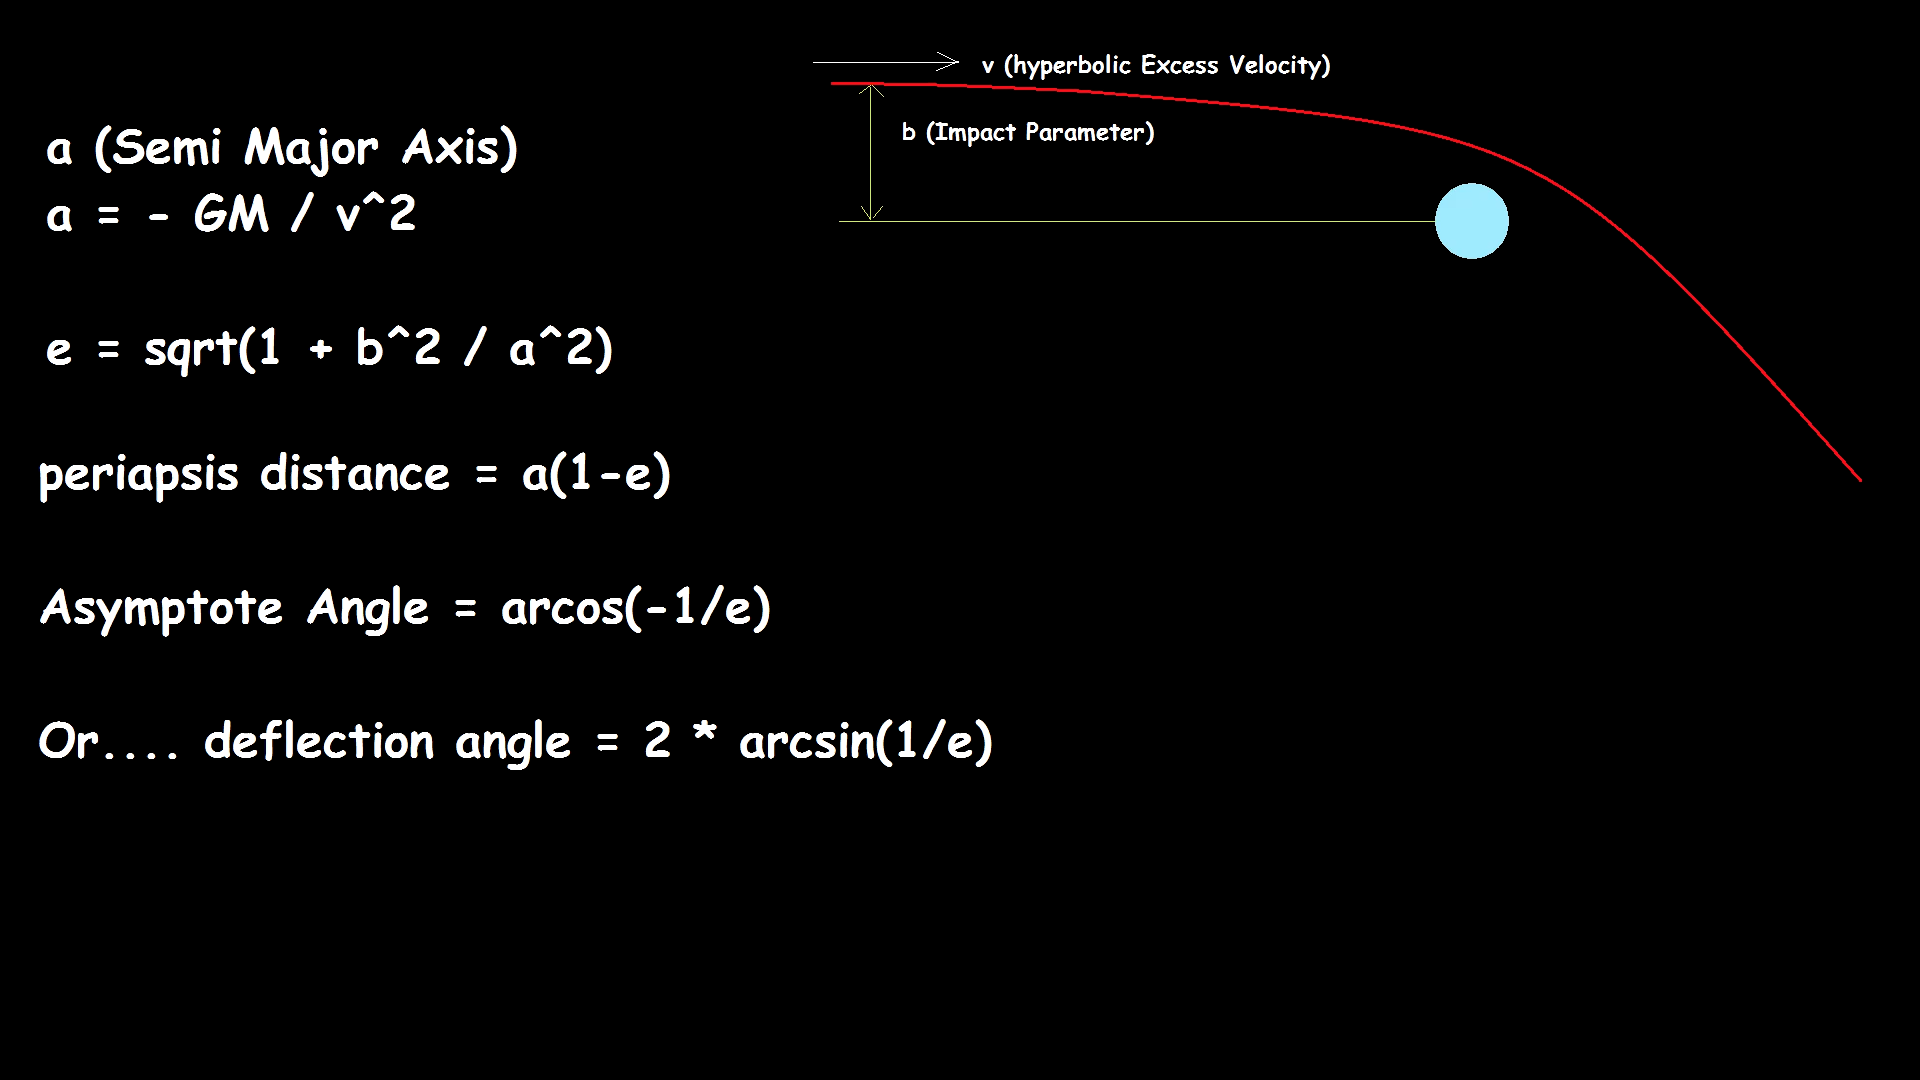 v (hyperbolic Excess Velocity)
b (Impact Parameter)
a (Semi Major Axis)
a = - GM / v^2
e = sqrt(1 + b^2 / a^2)
periapsis distance = a(1-e)
Asymptote Angle = arcos(-1/e)
Or.... deflection angle = 2 * arcsin(1/e)